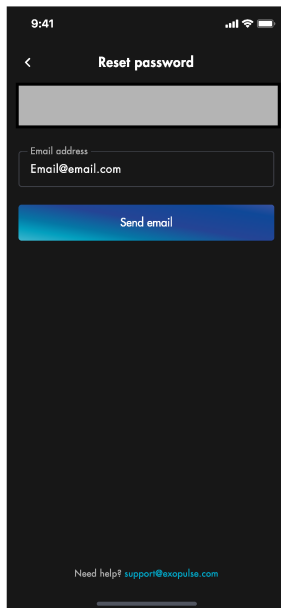 9:41
Reset password
Email address
Email@email.com
Send email
Need help? support@exopulse.com